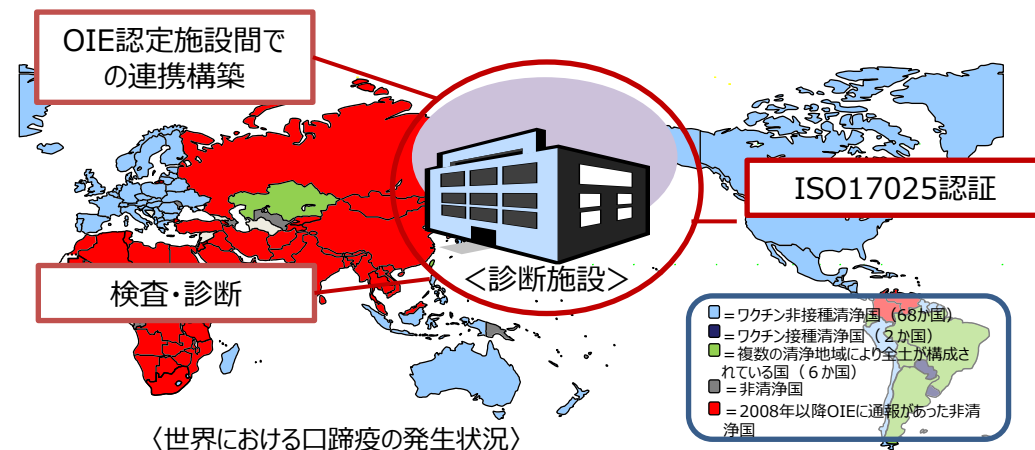 OIE認定施設間で
の連携構築
ISO17025認証
検査・診断
＜診断施設＞
＝ワクチン非接種清浄国（68か国）
＝ワクチン接種清浄国（２か国）
＝複数の清浄地域により全土が構成さ
れている国（６か国）
＝非清浄国
＝2008年以降OIEに通報があった非清
浄国
〈世界における口蹄疫の発生状況〉